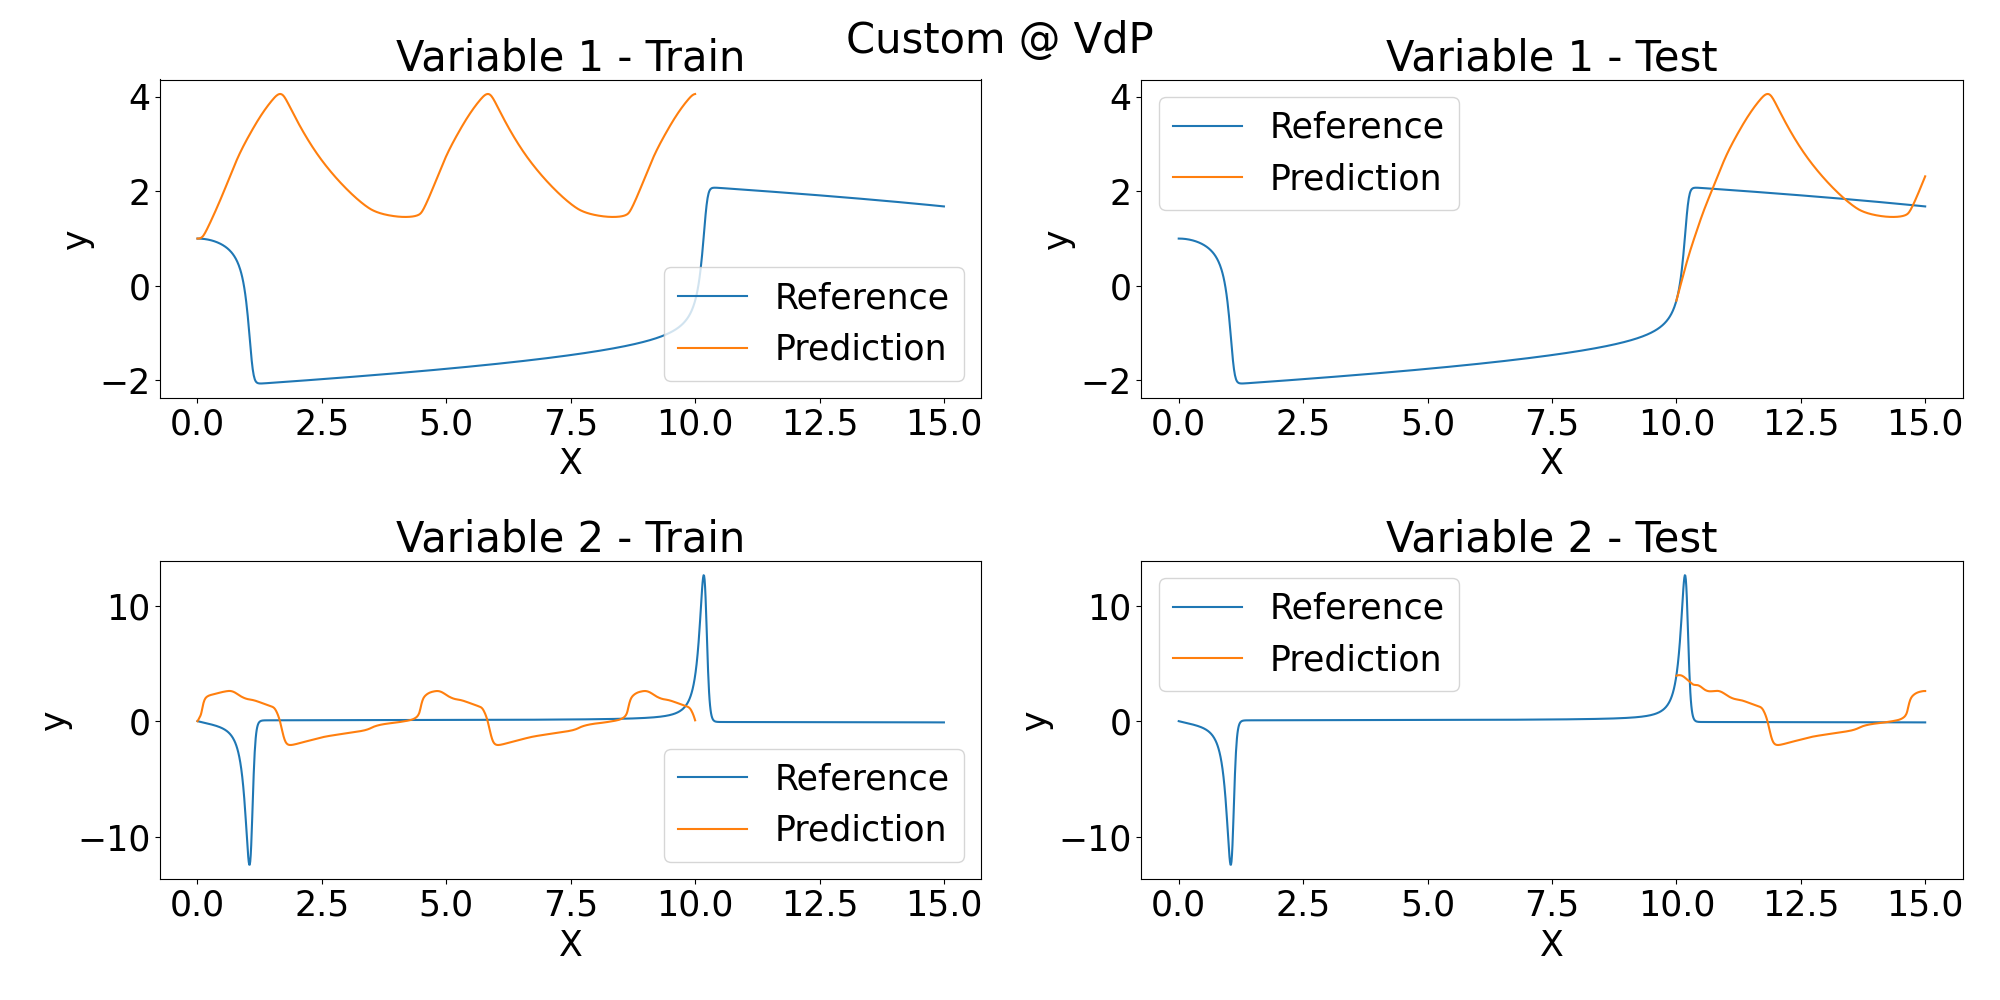 Custom @ VdP
Variable 1 - Train
4
2
0
−2
y
0.0 2.5 5.0 7.5 10.0 12.5 15.0
X
Reference
Prediction
Variable 1 - Test
4
2
0
−2
y
0.0 2.5 5.0 7.5 10.0 12.5 15.0
X
Reference
Prediction
Variable 2 - Train
10
0
−10
y
0.0 2.5 5.0 7.5 10.0 12.5 15.0
X
Reference
Prediction
Variable 2 - Test
10
0
−10
y
0.0 2.5 5.0 7.5 10.0 12.5 15.0
X
Reference
Prediction